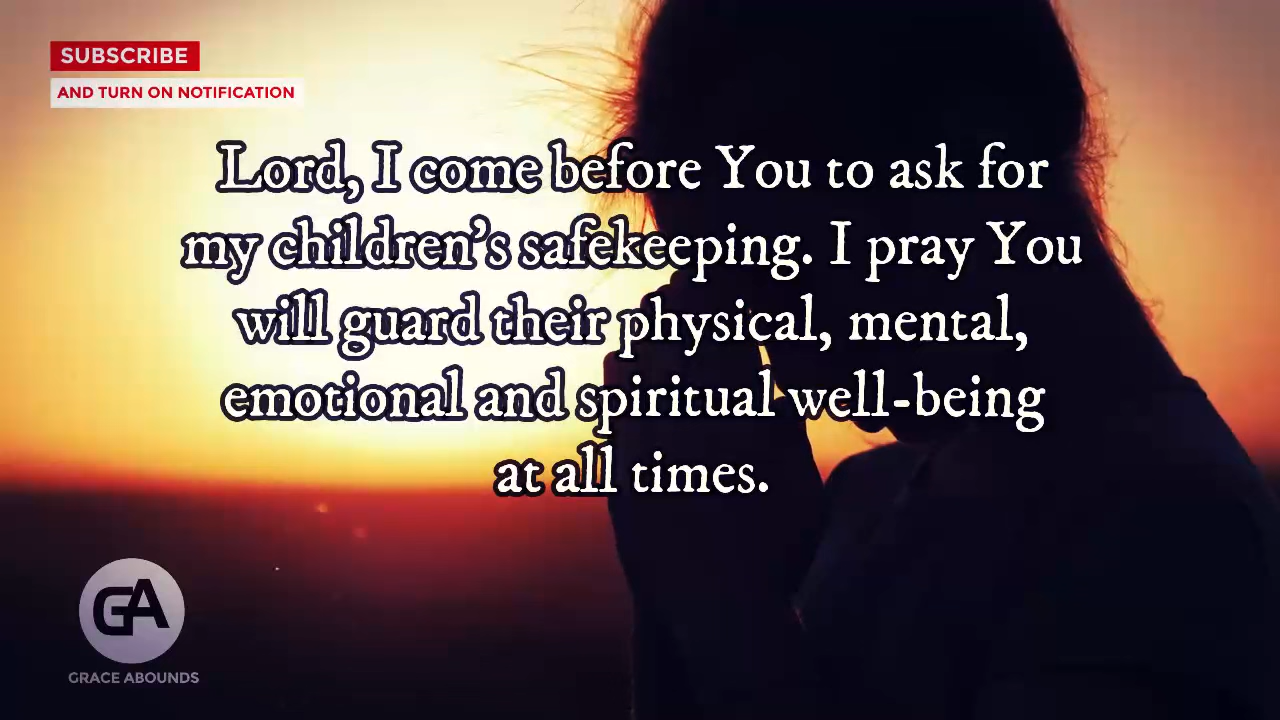 SUBSCRIBE
AND TURN ON NOTIFICATION
Lord, I come before You to ask for
my children’s safekeeping. I pray You
will guard their physical, mental,
emotional and spiritual well-being
at all times.
GA
GRACE ABOUNDS